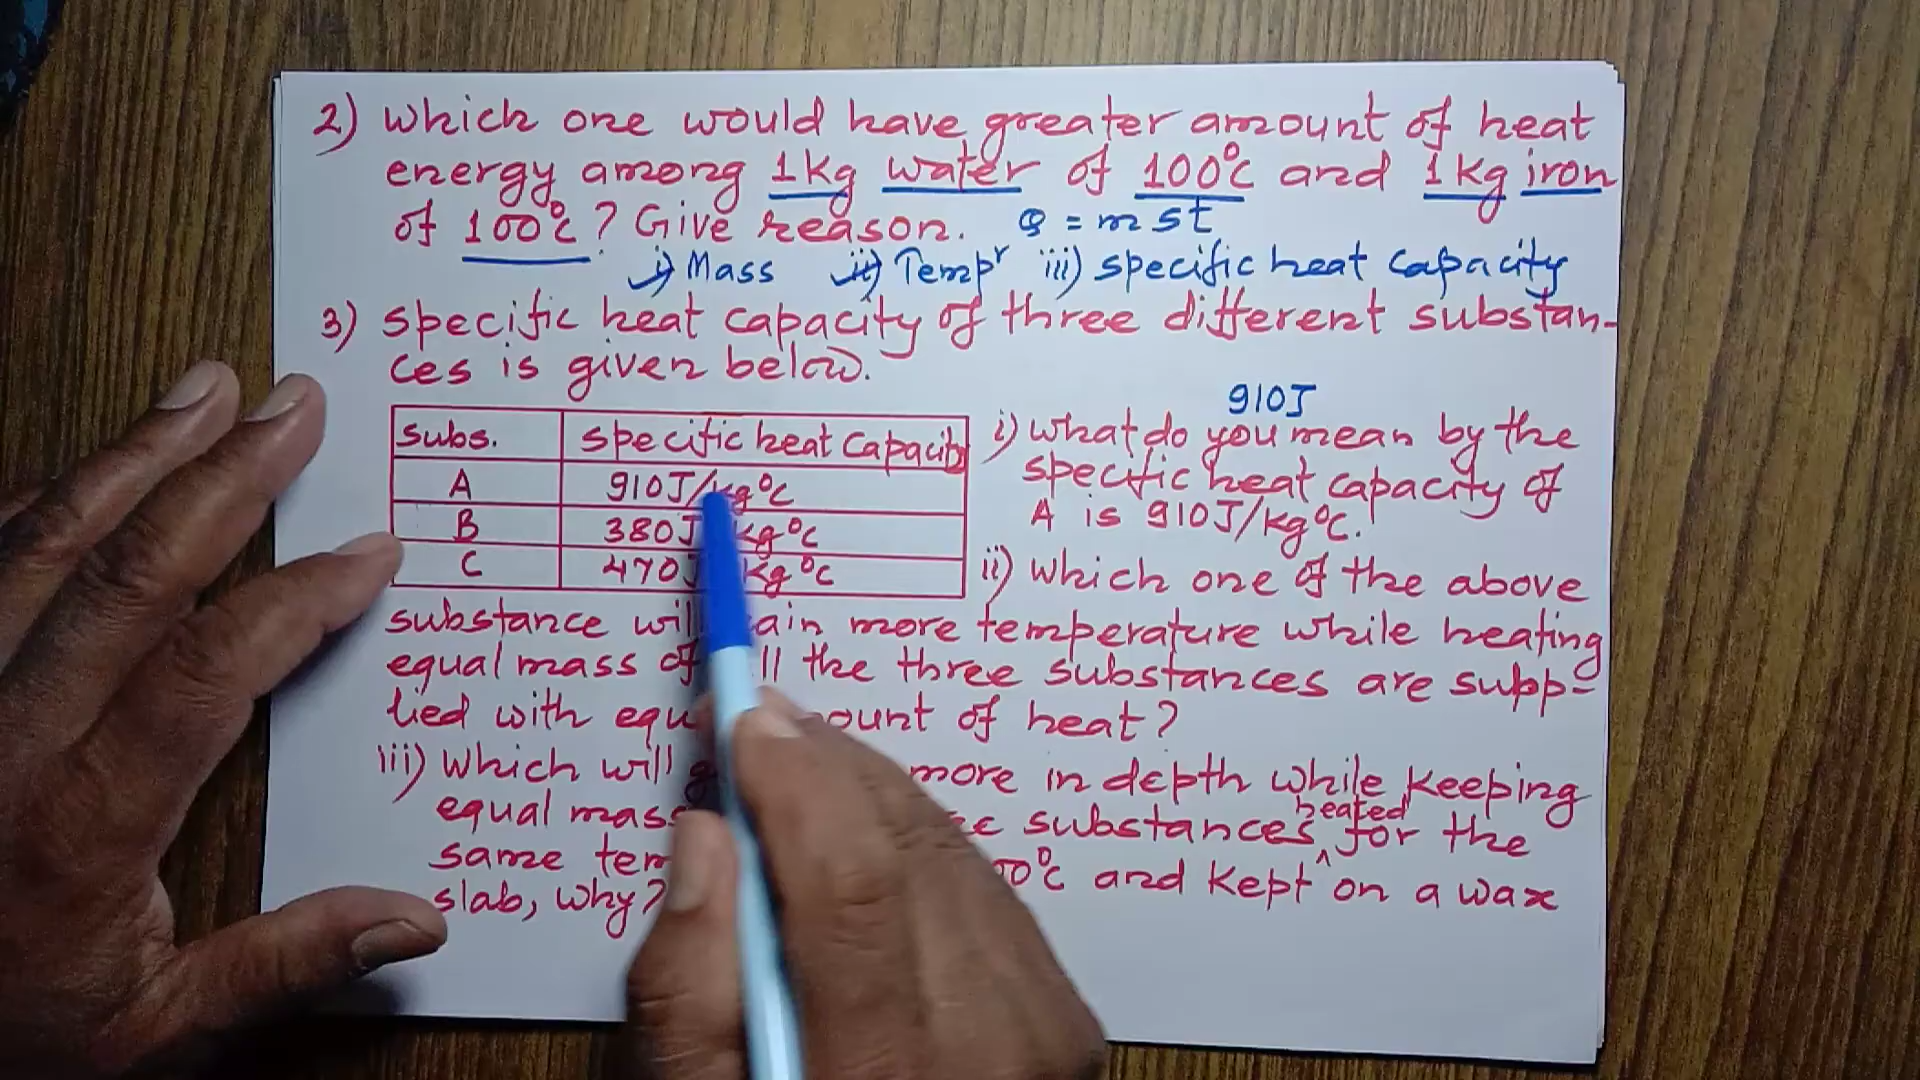 2) Which one would have greater amount of heat
energy among 1kg water of 100°C and 1kg iron
of 100°C? Give reason. Q = mst
i) Mass ii) Tempr iii) specific heat capacity
3) Specific heat capacity of three different substan-
ces is given below.
Subs. Specific heat capacity
A 910J/kg°C
B 380J kg°C
C 470J kg°C
910J
i) What do you mean by the
specific heat capacity of
A is 910J/kg°C.
ii) Which one of the above
substance will more temperature while heating
equal mass of the three substances are supp-
lied with of heat?
iii) Which will more in depth while keeping
equal substances heated for the
same and kept ^ on a wax
slab, why?